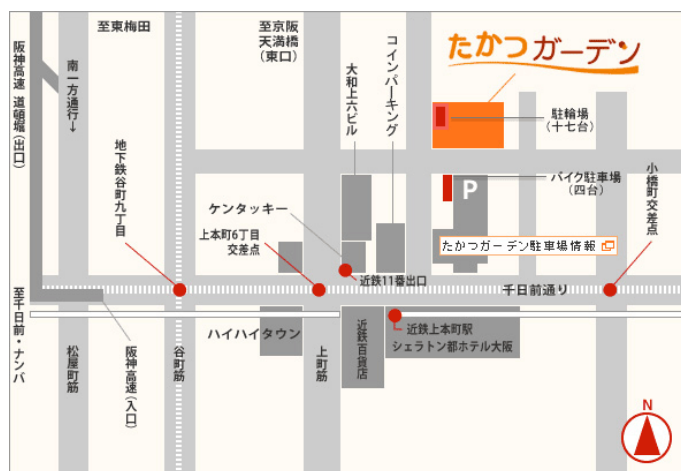 至東梅田
至京阪
天満橋
(東口)
たかつガーデン
阪神高速 道頓堀(出口)
南一方通行→
地下鉄谷町九丁目
大和上六ビル
コインパーキング
駐輪場
(十七台)
バイク駐車場
(四台)
P
小橋町交差点
ケンタッキー
上本町6丁目
交差点
たかつガーデン駐車場情報
近鉄11番出口
千日前通り
至千日前・ナンバ
松屋町筋
阪神高速(入口)
谷町筋
ハイハイタウン
上町筋
近鉄百貨店
近鉄上本町駅
シェラトン都ホテル大阪
N